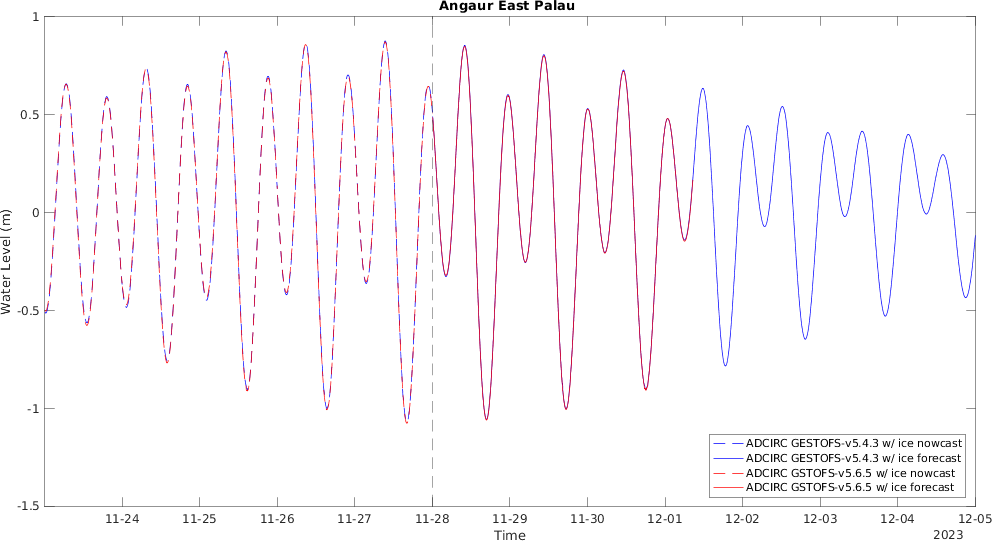 Angaur East Palau
Water Level (m)
1
0.5
0
-0.5
-1
-1.5
11-24
11-25
11-26
11-27
11-28
11-29
11-30
12-01
12-02
12-03
12-04
12-05
Time
2023
ADCIRC GESTOFS-v5.4.3 w/ ice nowcast
ADCIRC GESTOFS-v5.4.3 w/ ice forecast
ADCIRC GSTOFS-v5.6.5 w/ ice nowcast
ADCIRC GSTOFS-v5.6.5 w/ ice forecast